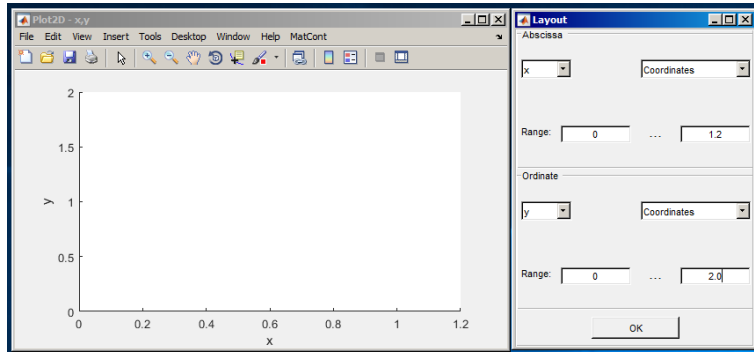 Plot2D - x,y
File Edit View Insert Tools Desktop Window Help MatCont
2
1.5
1
0.5
0
y
0 0.2 0.4 0.6 0.8 1 1.2
x
Layout
Abscissa
x Coordinates
Range: 0 ... 1.2
Ordinate
y Coordinates
Range: 0 ... 2.0
OK